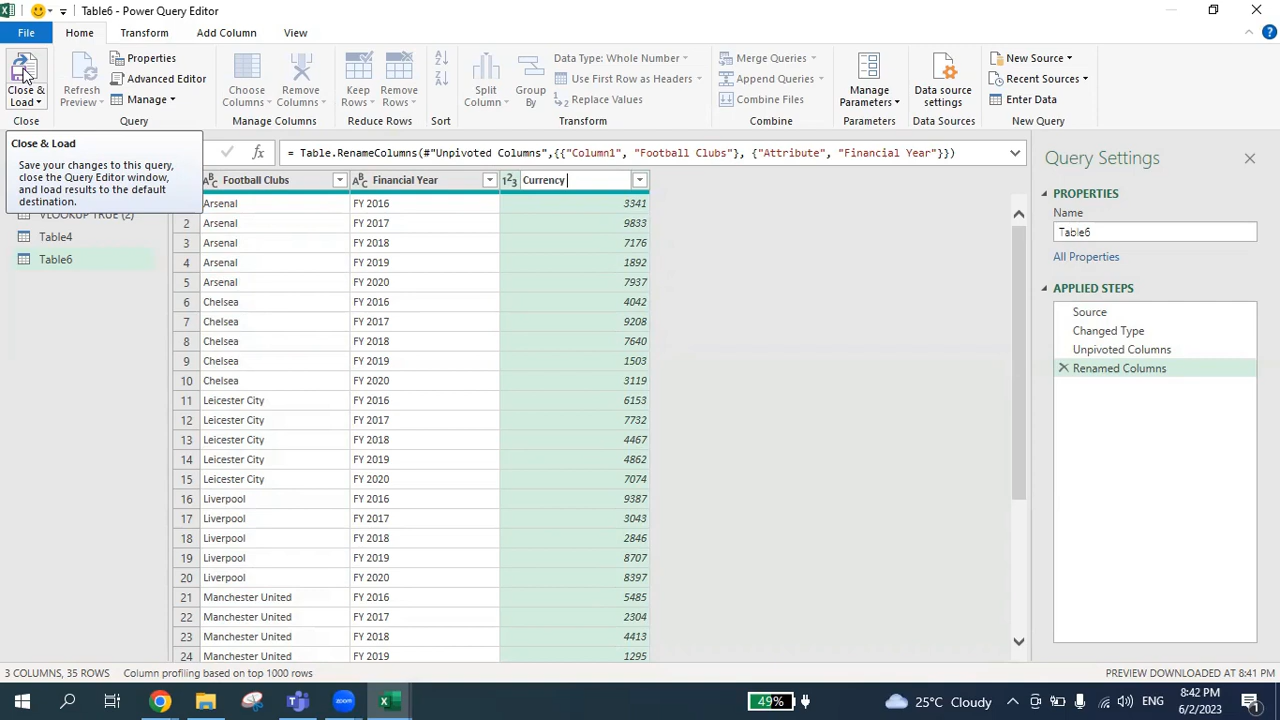 Table6 - Power Query Editor
File
Home
Transform
Add Column
View
Close &
Load
Refresh
Preview
Properties
Advanced Editor
Manage
Choose
Columns
Remove
Columns
Keep
Rows
Remove
Rows
Split
Column
Group
By
Data Type: Whole Number
Use First Row as Headers
Replace Values
Merge Queries
Append Queries
Combine Files
Manage
Parameters
Data source
settings
New Source
Recent Sources
Enter Data
Close
Query
Manage Columns
Reduce Rows
Sort
Transform
Combine
Parameters
Data Sources
New Query
Close & Load
Save your changes to this query,
close the Query Editor window,
and load results to the default
destination.
= Table.RenameColumns(#"Unpivoted Columns",{{"Column1", "Football Clubs"}, {"Attribute", "Financial Year"}})
VLOOKUP TRUE (2)
Table4
Table6
Football Clubs Financial Year Currency
Arsenal FY 2016 3341
2 Arsenal FY 2017 9833
3 Arsenal FY 2018 7176
4 Arsenal FY 2019 1892
5 Arsenal FY 2020 7937
6 Chelsea FY 2016 4042
7 Chelsea FY 2017 9208
8 Chelsea FY 2018 7640
9 Chelsea FY 2019 1503
10 Chelsea FY 2020 3119
11 Leicester City FY 2016 6153
12 Leicester City FY 2017 7732
13 Leicester City FY 2018 4467
14 Leicester City FY 2019 4862
15 Leicester City FY 2020 7074
16 Liverpool FY 2016 9387
17 Liverpool FY 2017 3043
18 Liverpool FY 2018 2846
19 Liverpool FY 2019 8707
20 Liverpool FY 2020 8397
21 Manchester United FY 2016 5485
22 Manchester United FY 2017 2304
23 Manchester United FY 2018 4413
24 Manchester United FY 2019 1295
Query Settings
PROPERTIES
Name
Table6
All Properties
APPLIED STEPS
Source
Changed Type
Unpivoted Columns
Renamed Columns
3 COLUMNS, 35 ROWS Column profiling based on top 1000 rows
PREVIEW DOWNLOADED AT 8:41 PM
49%
25°C Cloudy
ENG
8:42 PM
6/2/2023